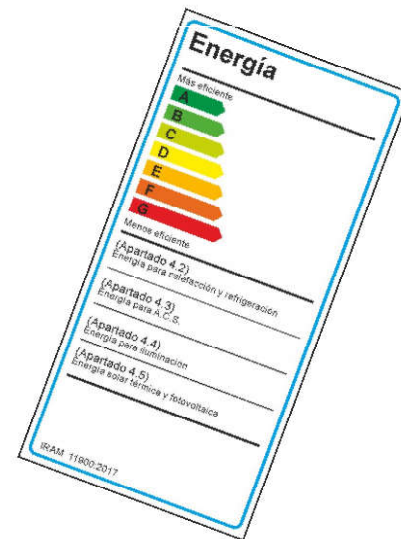 Energía
Más eficiente
A
B
C
D
E
F
G
Menos eficiente
(Apartado 4.2)
Energía para calefacción y refrigeración
(Apartado 4.3)
Energía para A.C.S.
(Apartado 4.4)
Energía para iluminación
(Apartado 4.5)
Energía solar térmica y fotovoltaica
IRAM 11900:2017